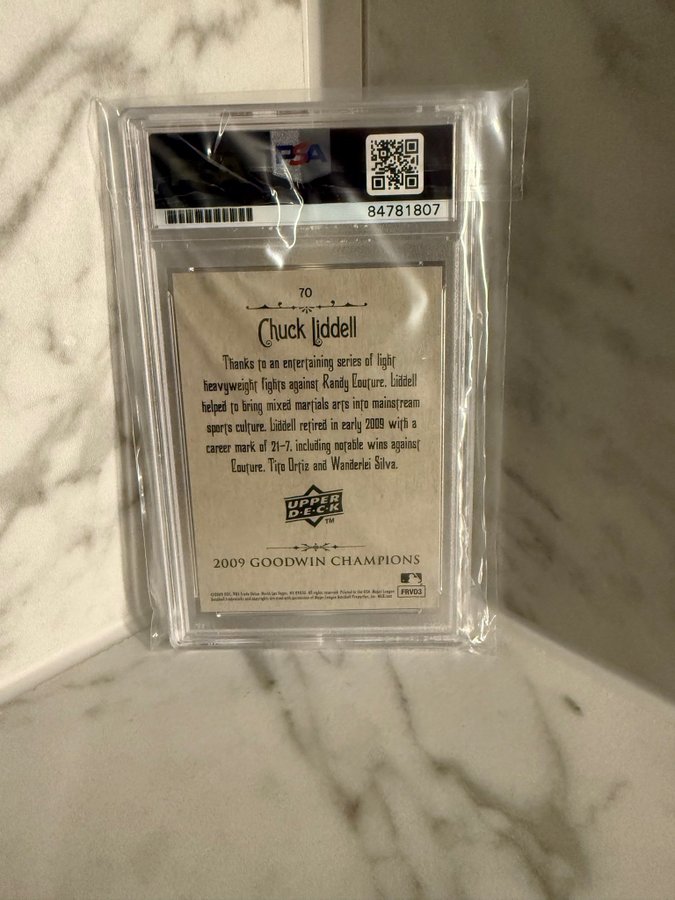 PSA
84781807
70
Chuck Liddell
Thanks to an entertaining series of light
heavyweight fights against Randy Couture, Liddell
helped to bring mixed martials arts into mainstream
sports culture. Liddell retired in early 2009 with a
career mark of 21-7, including notable wins against
Couture, Tito Ortiz and Wanderlei Silva.
UPPER
D•E•C•K
TM
2009 GOODWIN CHAMPIONS
FRVD3